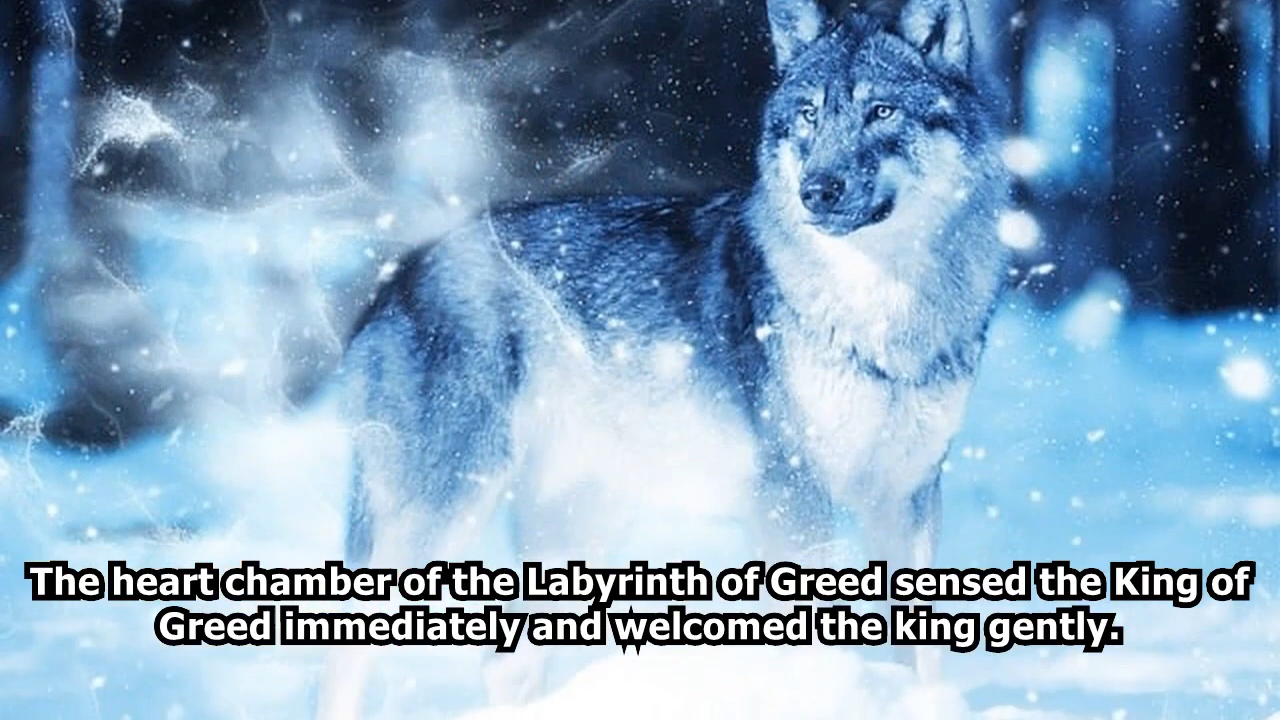 The heart chamber of the Labyrinth of Greed sensed the King of
Greed immediately and welcomed the king gently.